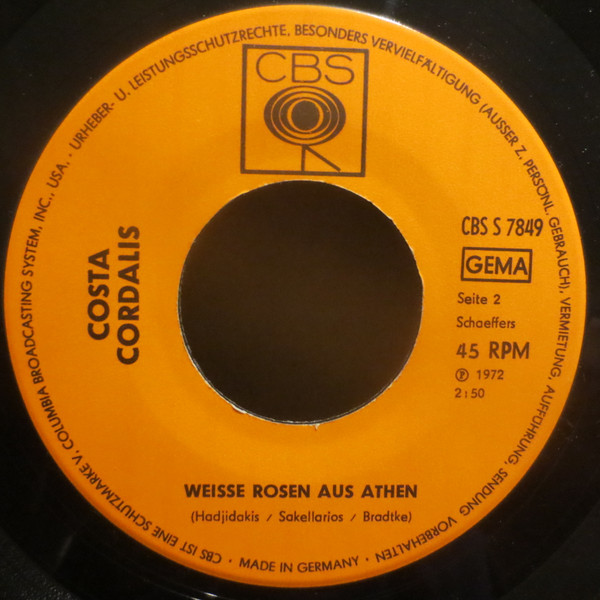 CBS
COSTA
CORDALIS
CBS S 7849
GEMA
Seite 2
Schaeffers
45 RPM
Ⓟ 1972
2:50
WEISSE ROSEN AUS ATHEN
(Hadjidakis / Sakellarios / Bradtke)
CBS IST EINE SCHUTZMARKE V. COLUMBIA BROADCASTING SYSTEM, INC., USA. · URHEBER- U. LEISTUNGSSCHUTZRECHTE, BESONDERS VERVIELFÄLTIGUNG (AUSSER Z. PERSÖNL. GEBRAUCH), VERMIETUNG, AUFFÜHRUNG, SENDUNG VORBEHALTEN · MADE IN GERMANY ·